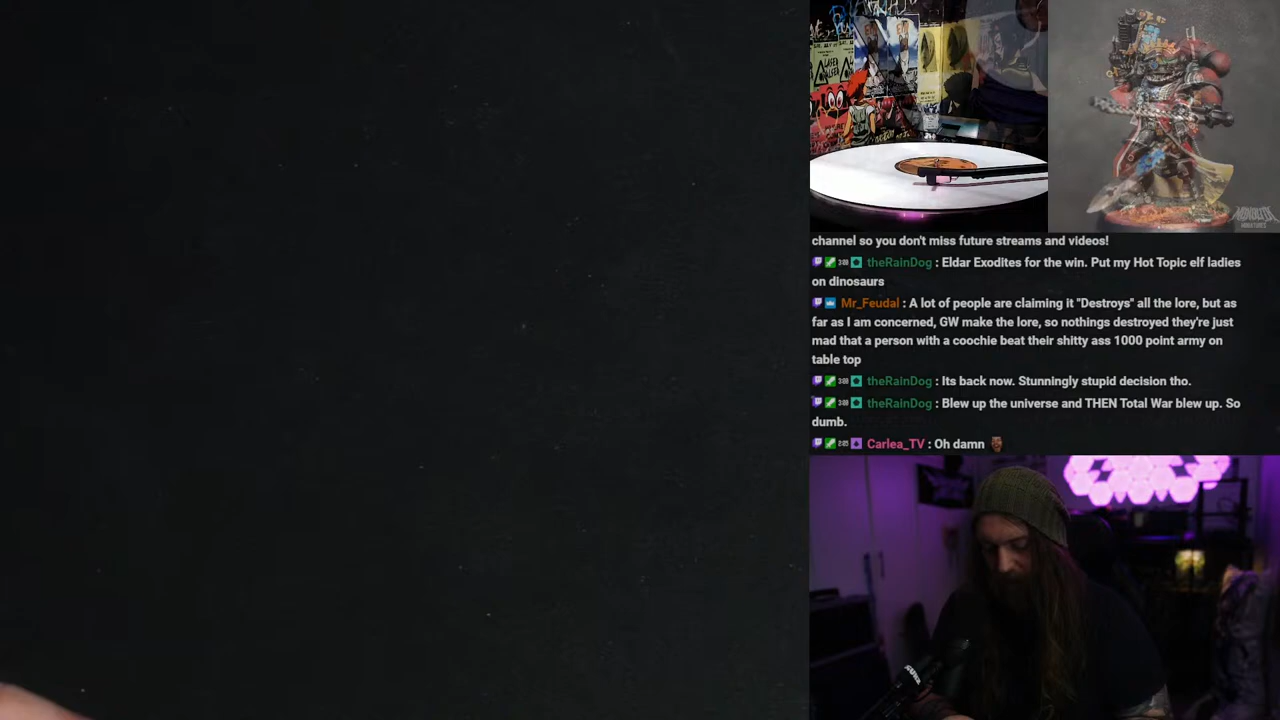 channel so you don't miss future streams and videos!
theRainDog : Eldar Exodites for the win. Put my Hot Topic elf ladies
on dinosaurs
Mr_Feudal : A lot of people are claiming it "Destroys" all the lore, but as
far as I am concerned, GW make the lore, so nothings destroyed they're just
mad that a person with a coochie beat their shitty ass 1000 point army on
table top
theRainDog : Its back now. Stunningly stupid decision tho.
theRainDog : Blew up the universe and THEN Total War blew up. So
dumb.
Carlea_TV : Oh damn